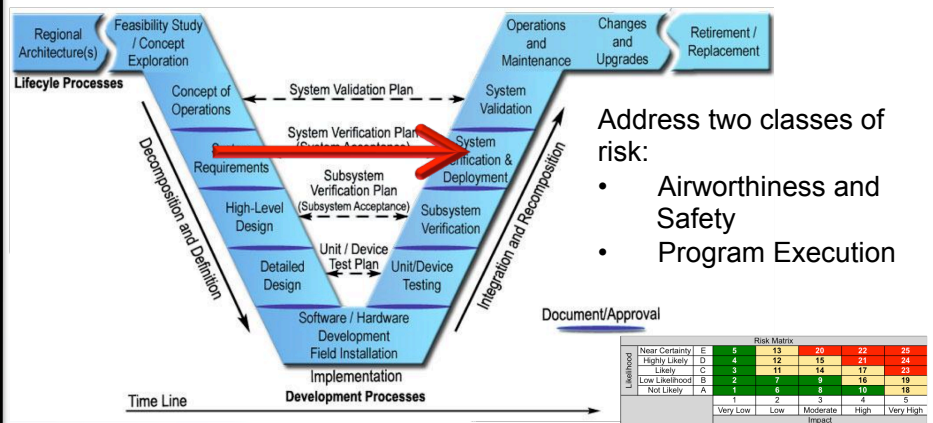 Regional
Architecture(s)
Feasibility Study
/ Concept
Exploration
Operations
and
Maintenance
Changes
and
Upgrades
Retirement /
Replacement
Lifecyle Processes
Concept of
Operations
System Validation Plan
System
Validation
System Verification Plan
(System Acceptance)
Requirements
System
& 
Deployment
Subsystem
Verification Plan
(Subsystem Acceptance)
High-Level
Design
Subsystem
Verification
Unit / Device
Test Plan
Detailed
Design
Unit/Device
Testing
Software / Hardware
Development
Field Installation
Implementation
Development Processes
Time Line
Decomposition and Definition
Integration and Recomposition
Document/Approval
Address two classes of
risk:
• Airworthiness and
Safety
• Program Execution
Risk Matrix
Likelihood
Near Certainty E 5 13 20 22 25
Highly Likely D 4 12 15 21 24
Likely C 3 11 14 17 23
Low Likelihood B 2 7 9 16 19
Not Likely A 1 6 8 10 18
1 2 3 4 5
Very Low Low Moderate High Very High
Impact